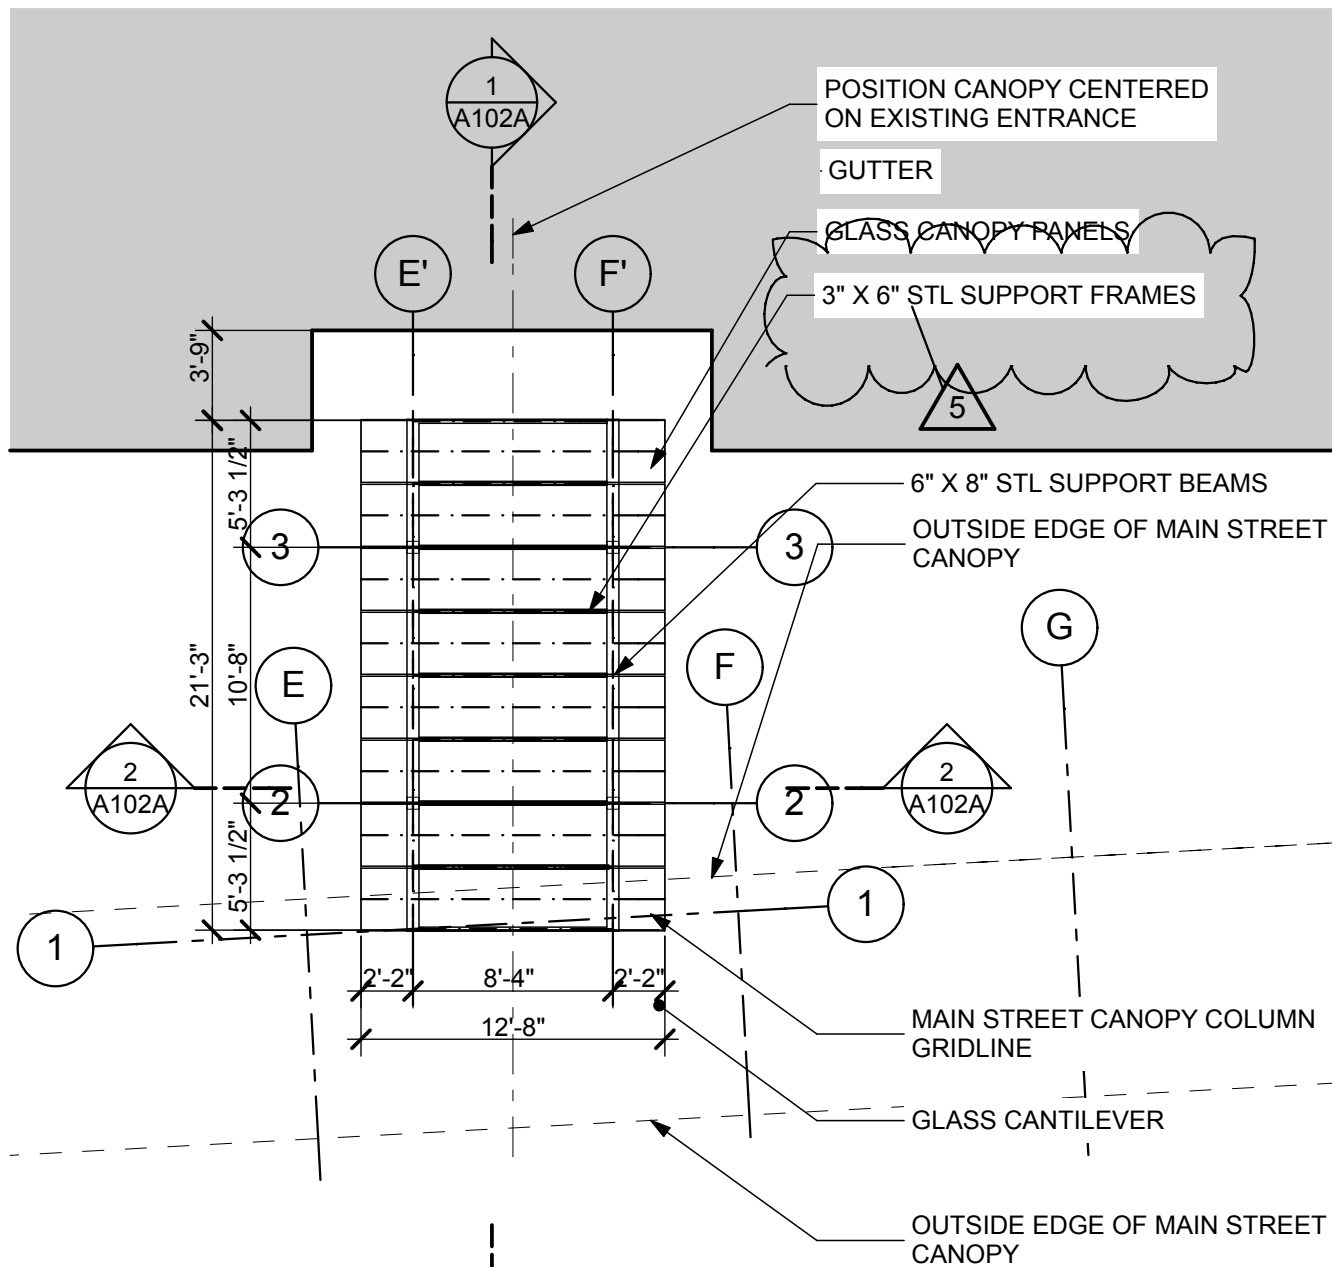 1
A102A
POSITION CANOPY CENTERED
ON EXISTING ENTRANCE
GUTTER
GLASS CANOPY PANELS
E'
F'
3" X 6" STL SUPPORT FRAMES
3'-9"
5
5'-3 1/2"
6" X 8" STL SUPPORT BEAMS
3
3
OUTSIDE EDGE OF MAIN STREET
CANOPY
G
21'-3"
10'-8"
E
F
2
A102A
2
2
2
A102A
5'-3 1/2"
1
1
2'-2"
8'-4"
2'-2"
12'-8"
MAIN STREET CANOPY COLUMN
GRIDLINE
GLASS CANTILEVER
OUTSIDE EDGE OF MAIN STREET
CANOPY